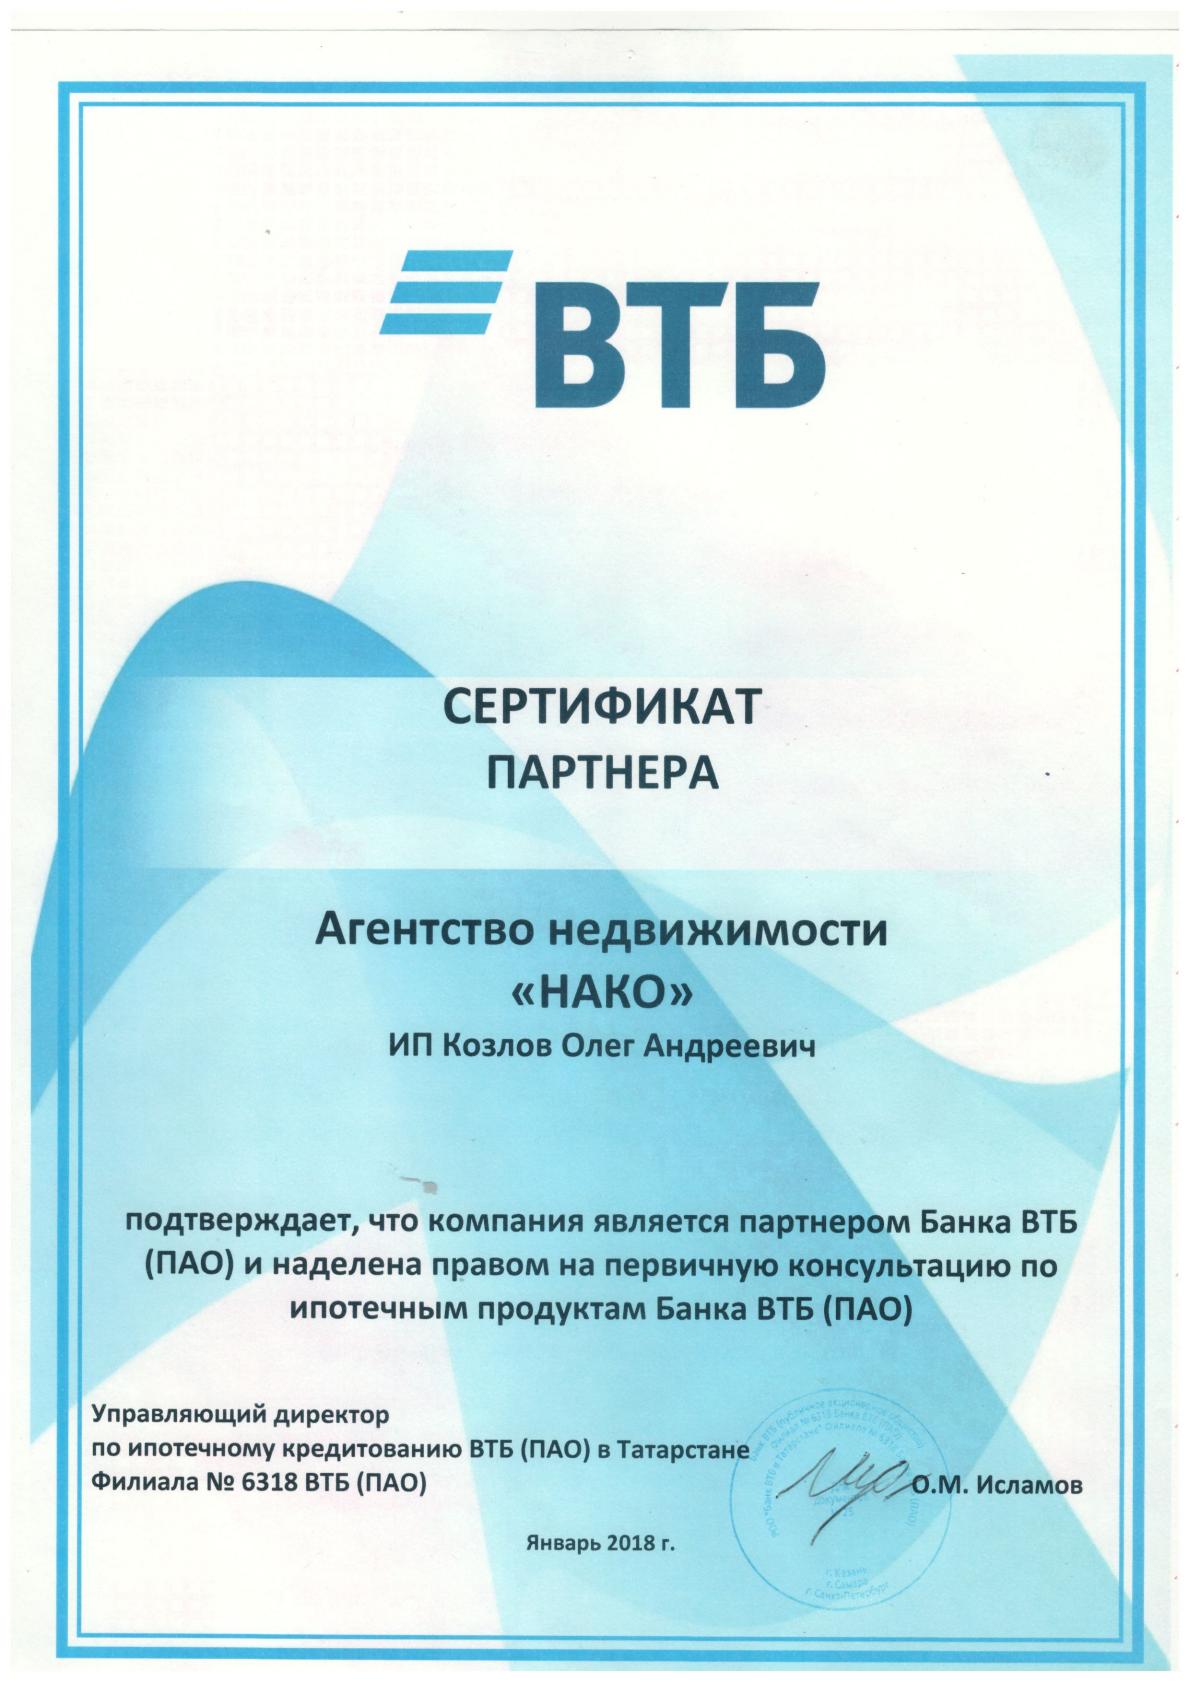 ВТБ
СЕРТИФИКАТ
ПАРТНЕРА
Агентство недвижимости
«НАКО»
ИП Козлов Олег Андреевич
подтверждает, что компания является партнером Банка ВТБ
(ПАО) и наделена правом на первичную консультацию по
ипотечным продуктам Банка ВТБ (ПАО)
Управляющий директор
по ипотечному кредитованию ВТБ (ПАО) в Татарстане
Филиала № 6318 ВТБ (ПАО)
О.М. Исламов
Январь 2018 г.
г. Казань
г. Самара
г. Санкт-Петербург